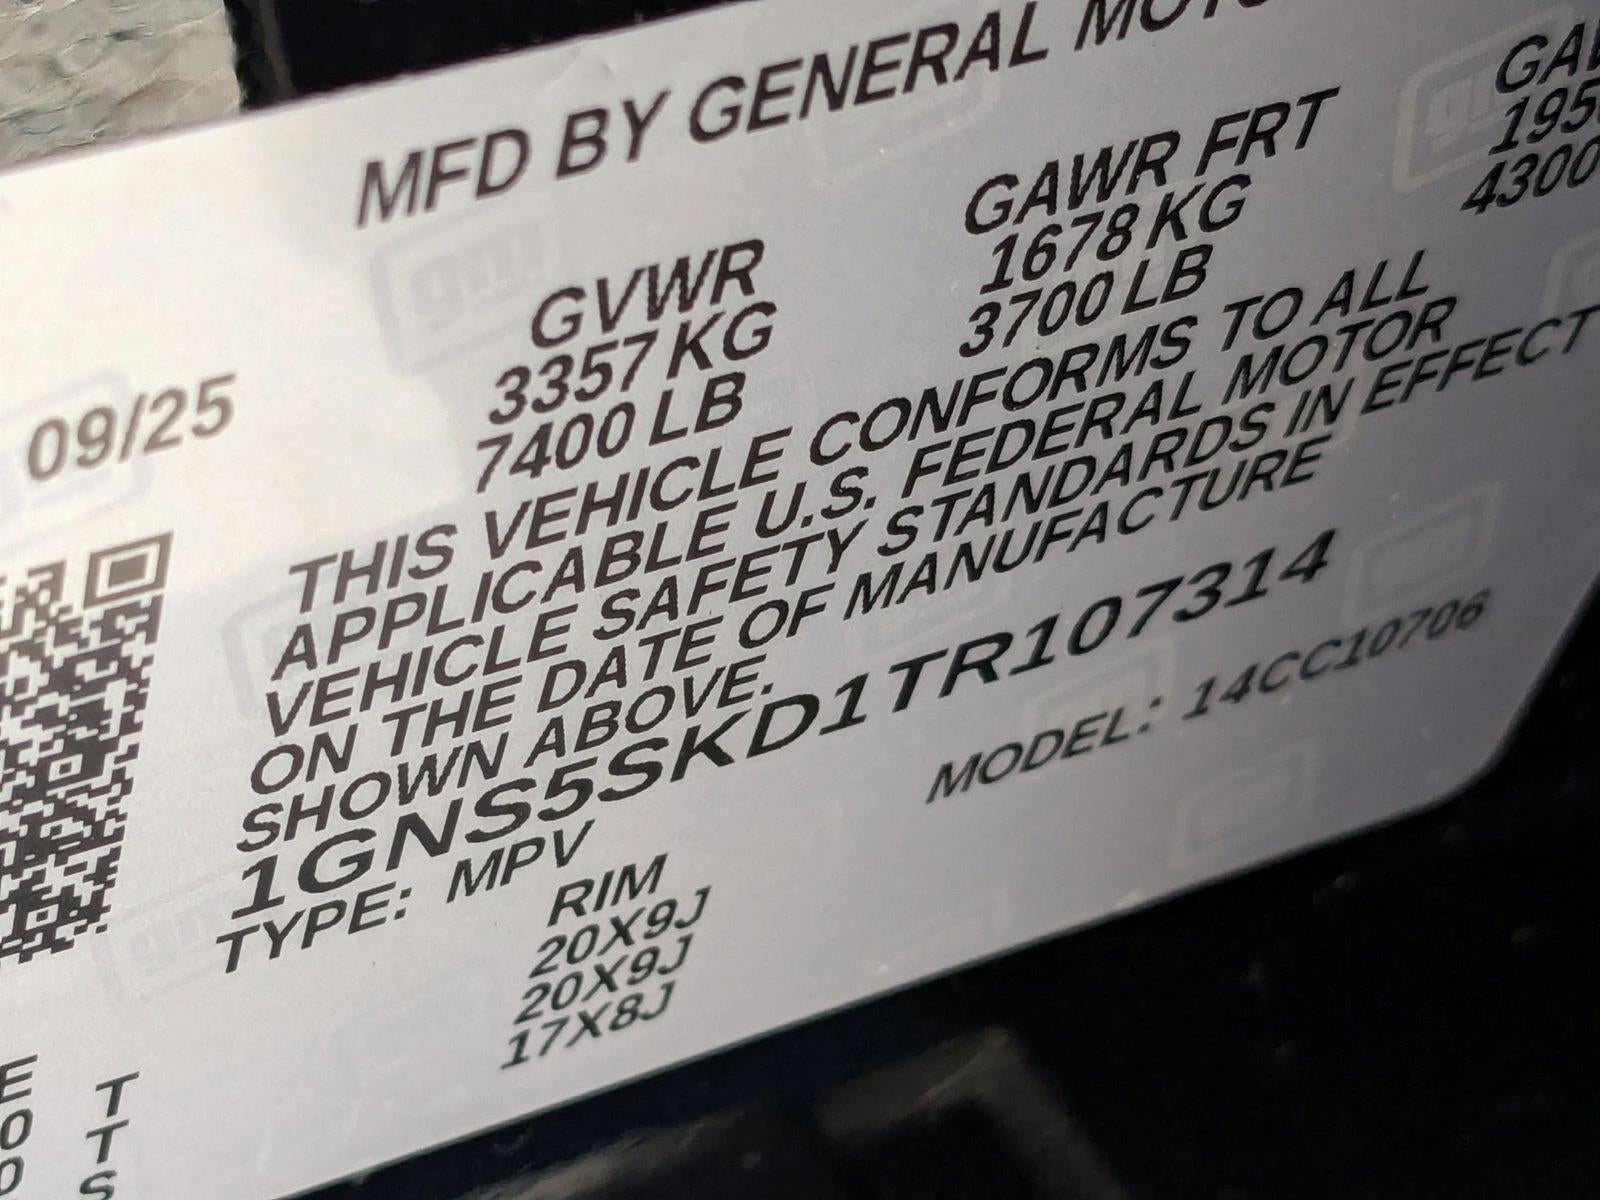 MFD BY GENERAL
09/25
GVWR
3357 KG
7400 LB
GAWR FRT
1678 KG
3700 LB
4300
THIS VEHICLE CONFORMS TO ALL
APPLICABLE U.S. FEDERAL MOTOR
VEHICLE SAFETY STANDARDS IN EFFECT
ON THE DATE OF MANUFACTURE
SHOWN ABOVE.
1GNS5SKD1TR107314
TYPE: MPV
MODEL: 14CC10706
RIM
20X9J
20X9J
17X8J